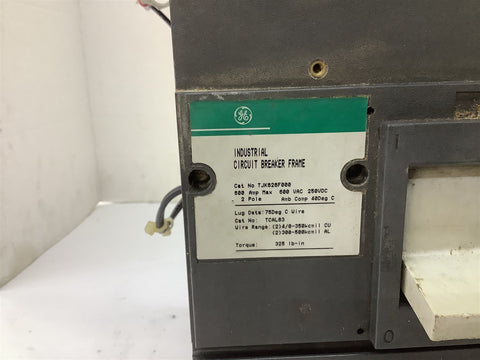 GE
INDUSTRIAL
CIRCUIT BREAKER FRAME
Cat No TJK626F000
600 Amp Max 600 VAC 250VDC
2 Pole Amb Comp 40Deg C
Lug Data: 75Deg C Wire
Cat No: TCAL63
Wire Range: (2)4/0-350kcmil CU
(2)300-500kcmil AL
Torque: 325 lb-in
O